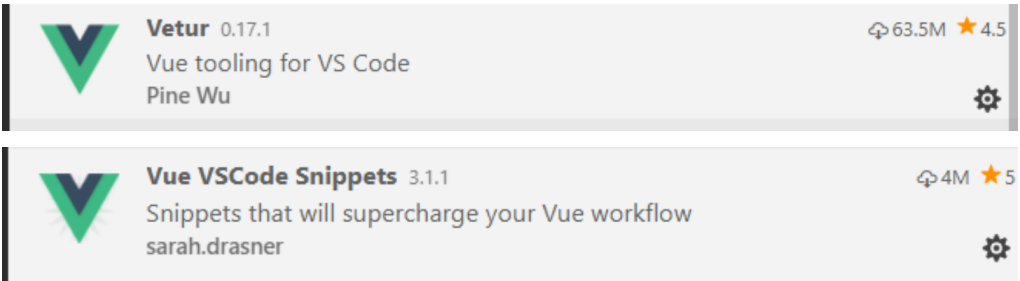 Vetur 0.17.1 63.5M 4.5
Vue tooling for VS Code
Pine Wu
Vue VSCode Snippets 3.1.1 4M 5
Snippets that will supercharge your Vue workflow
sarah.drasner